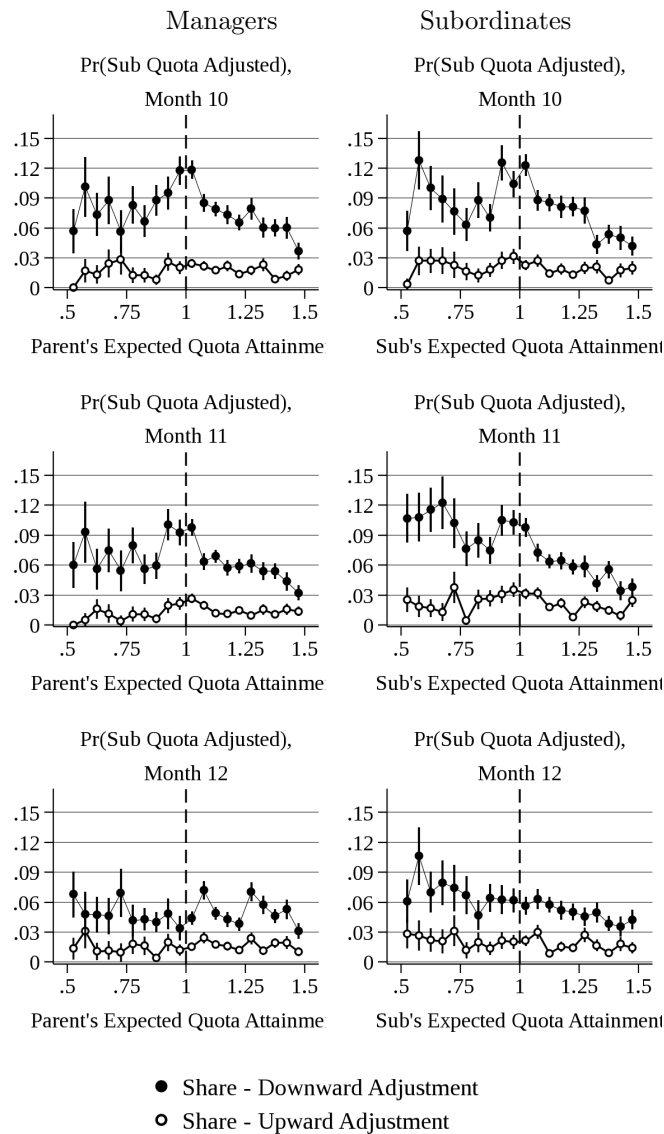 Managers Subordinates
Pr(Sub Quota Adjusted),
Month 10
.15
.12
.09
.06
.03
0
.5 .75 1 1.25 1.5
Parent's Expected Quota Attainme
Pr(Sub Quota Adjusted),
Month 10
.15
.12
.09
.06
.03
0
.5 .75 1 1.25 1.5
Sub's Expected Quota Attainment
Pr(Sub Quota Adjusted),
Month 11
.15
.12
.09
.06
.03
0
.5 .75 1 1.25 1.5
Parent's Expected Quota Attainme
Pr(Sub Quota Adjusted),
Month 11
.15
.12
.09
.06
.03
0
.5 .75 1 1.25 1.5
Sub's Expected Quota Attainment
Pr(Sub Quota Adjusted),
Month 12
.15
.12
.09
.06
.03
0
.5 .75 1 1.25 1.5
Parent's Expected Quota Attainme
Pr(Sub Quota Adjusted),
Month 12
.15
.12
.09
.06
.03
0
.5 .75 1 1.25 1.5
Sub's Expected Quota Attainment
Share - Downward Adjustment
Share - Upward Adjustment